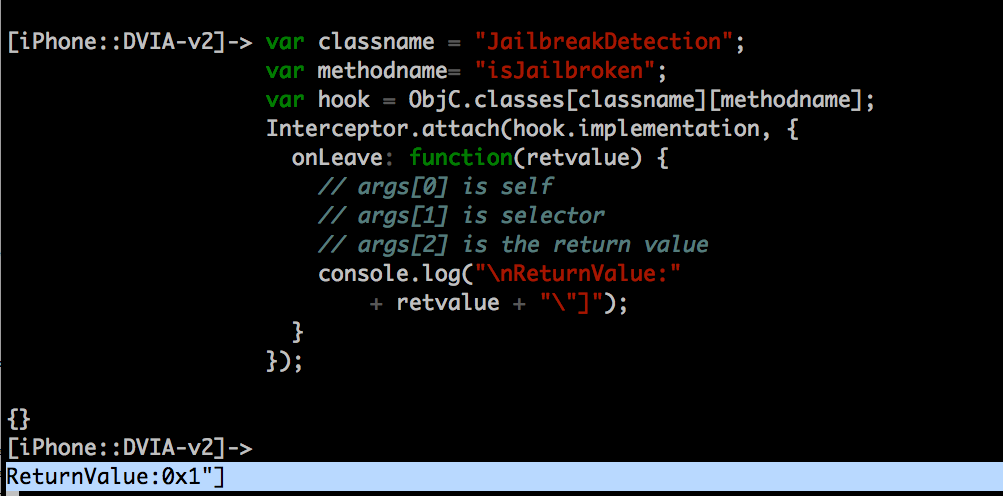 [iPhone::DVIA-v2]-> var classname = "JailbreakDetection";
var methodname= "isJailbroken";
var hook = ObjC.classes[classname][methodname];
Interceptor.attach(hook.implementation, {
onLeave: function(retvalue) {
// args[0] is self
// args[1] is selector
// args[2] is the return value
console.log("\nReturnValue:"
+ retvalue + "\"]");
}
});
{}
[iPhone::DVIA-v2]->
ReturnValue:0x1"]